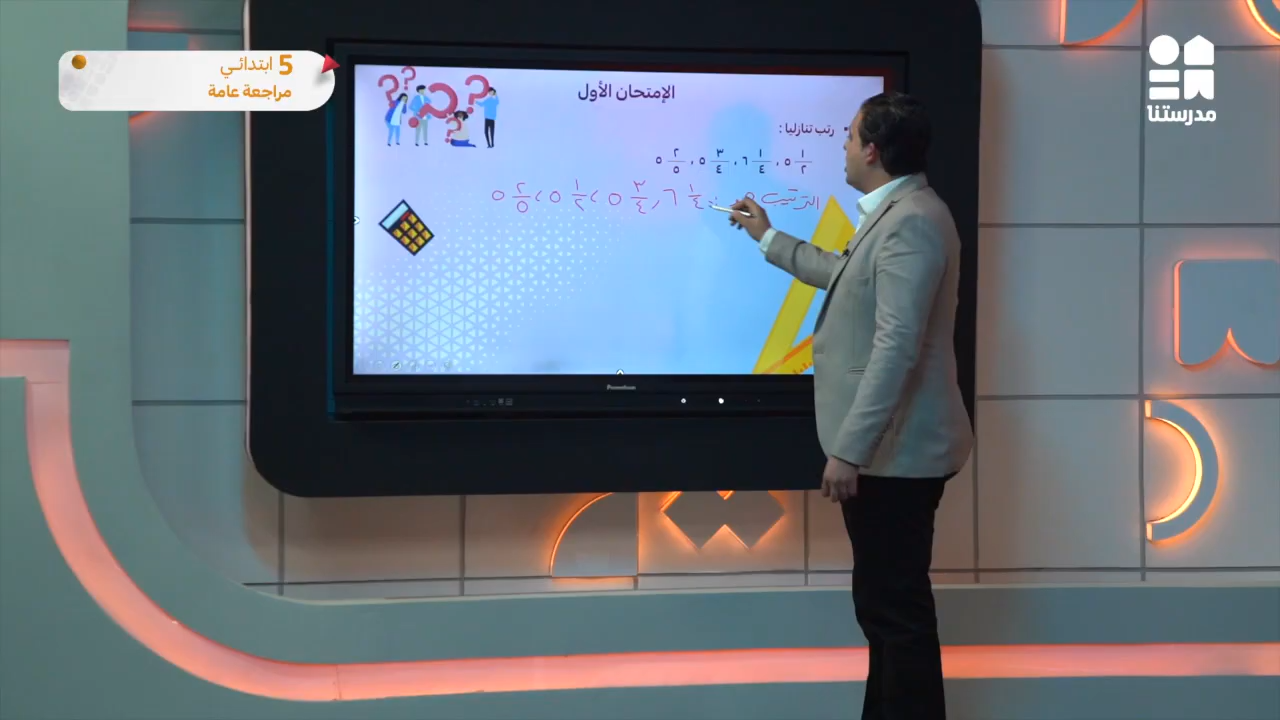 5 ابتدائي
مراجعة عامة
مدرستنا
الإمتحان الأول
• رتب تنازليا :
٥ ١/٢ ، ٦ ١/٤ ، ٥ ٣/٤ ، ٥ ٢/٥
الترتيب : ٦ ١/٤ ، ٥ ٣/٤ ، ٥ ١/٢ ، ٥ ٢/٥